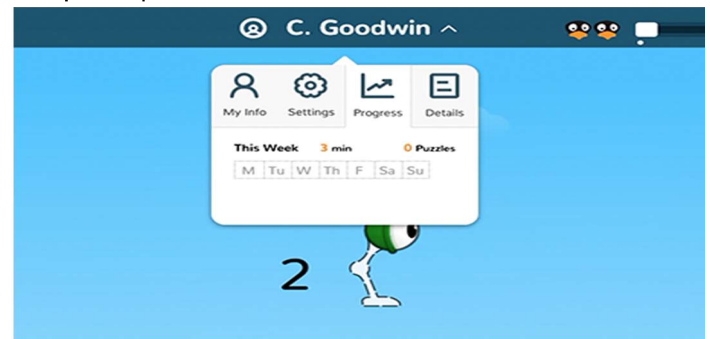 C. Goodwin
My Info Settings Progress Details
This Week 3 min 0 Puzzles
M Tu W Th F Sa Su
2